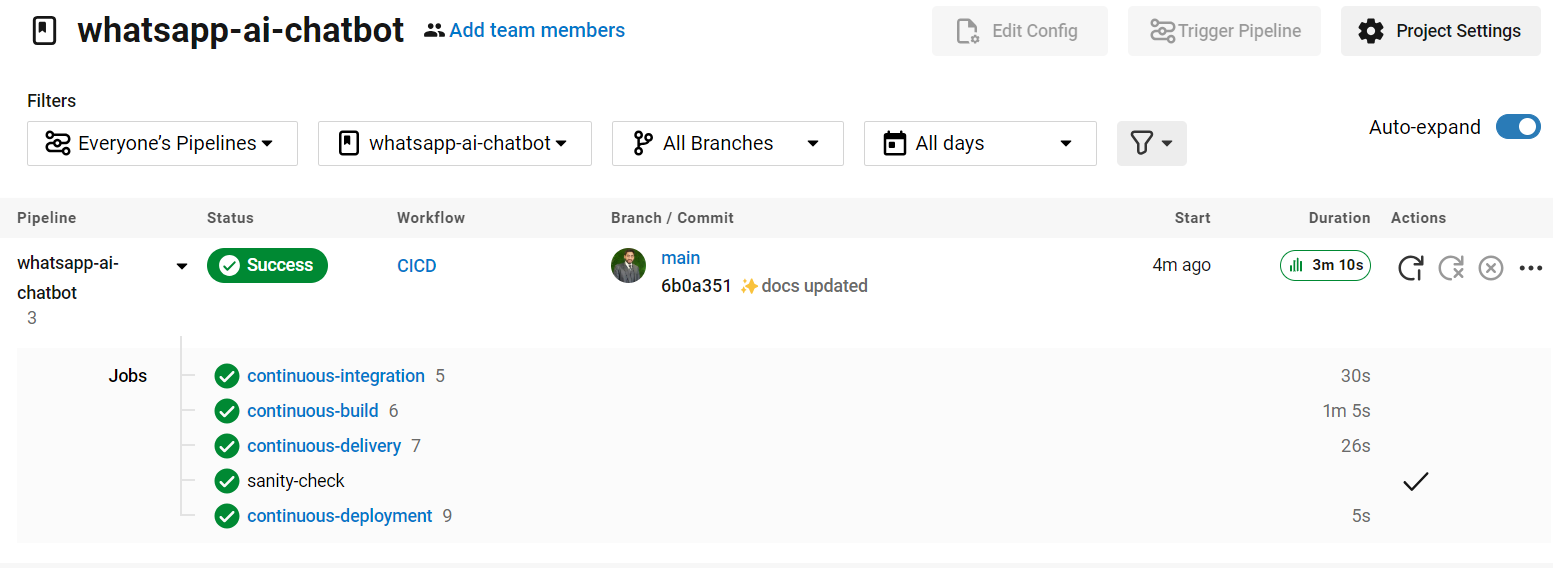 whatsapp-ai-chatbot Add team members Edit Config Trigger Pipeline Project Settings
Filters
Everyone’s Pipelines whatsapp-ai-chatbot All Branches All days Auto-expand
Pipeline Status Workflow Branch / Commit Start Duration Actions
whatsapp-ai-chatbot Success CICD main 4m ago 3m 10s
3 6b0a351 ✨docs updated
Jobs continuous-integration 5 30s
continuous-build 6 1m 5s
continuous-delivery 7 26s
sanity-check
continuous-deployment 9 5s